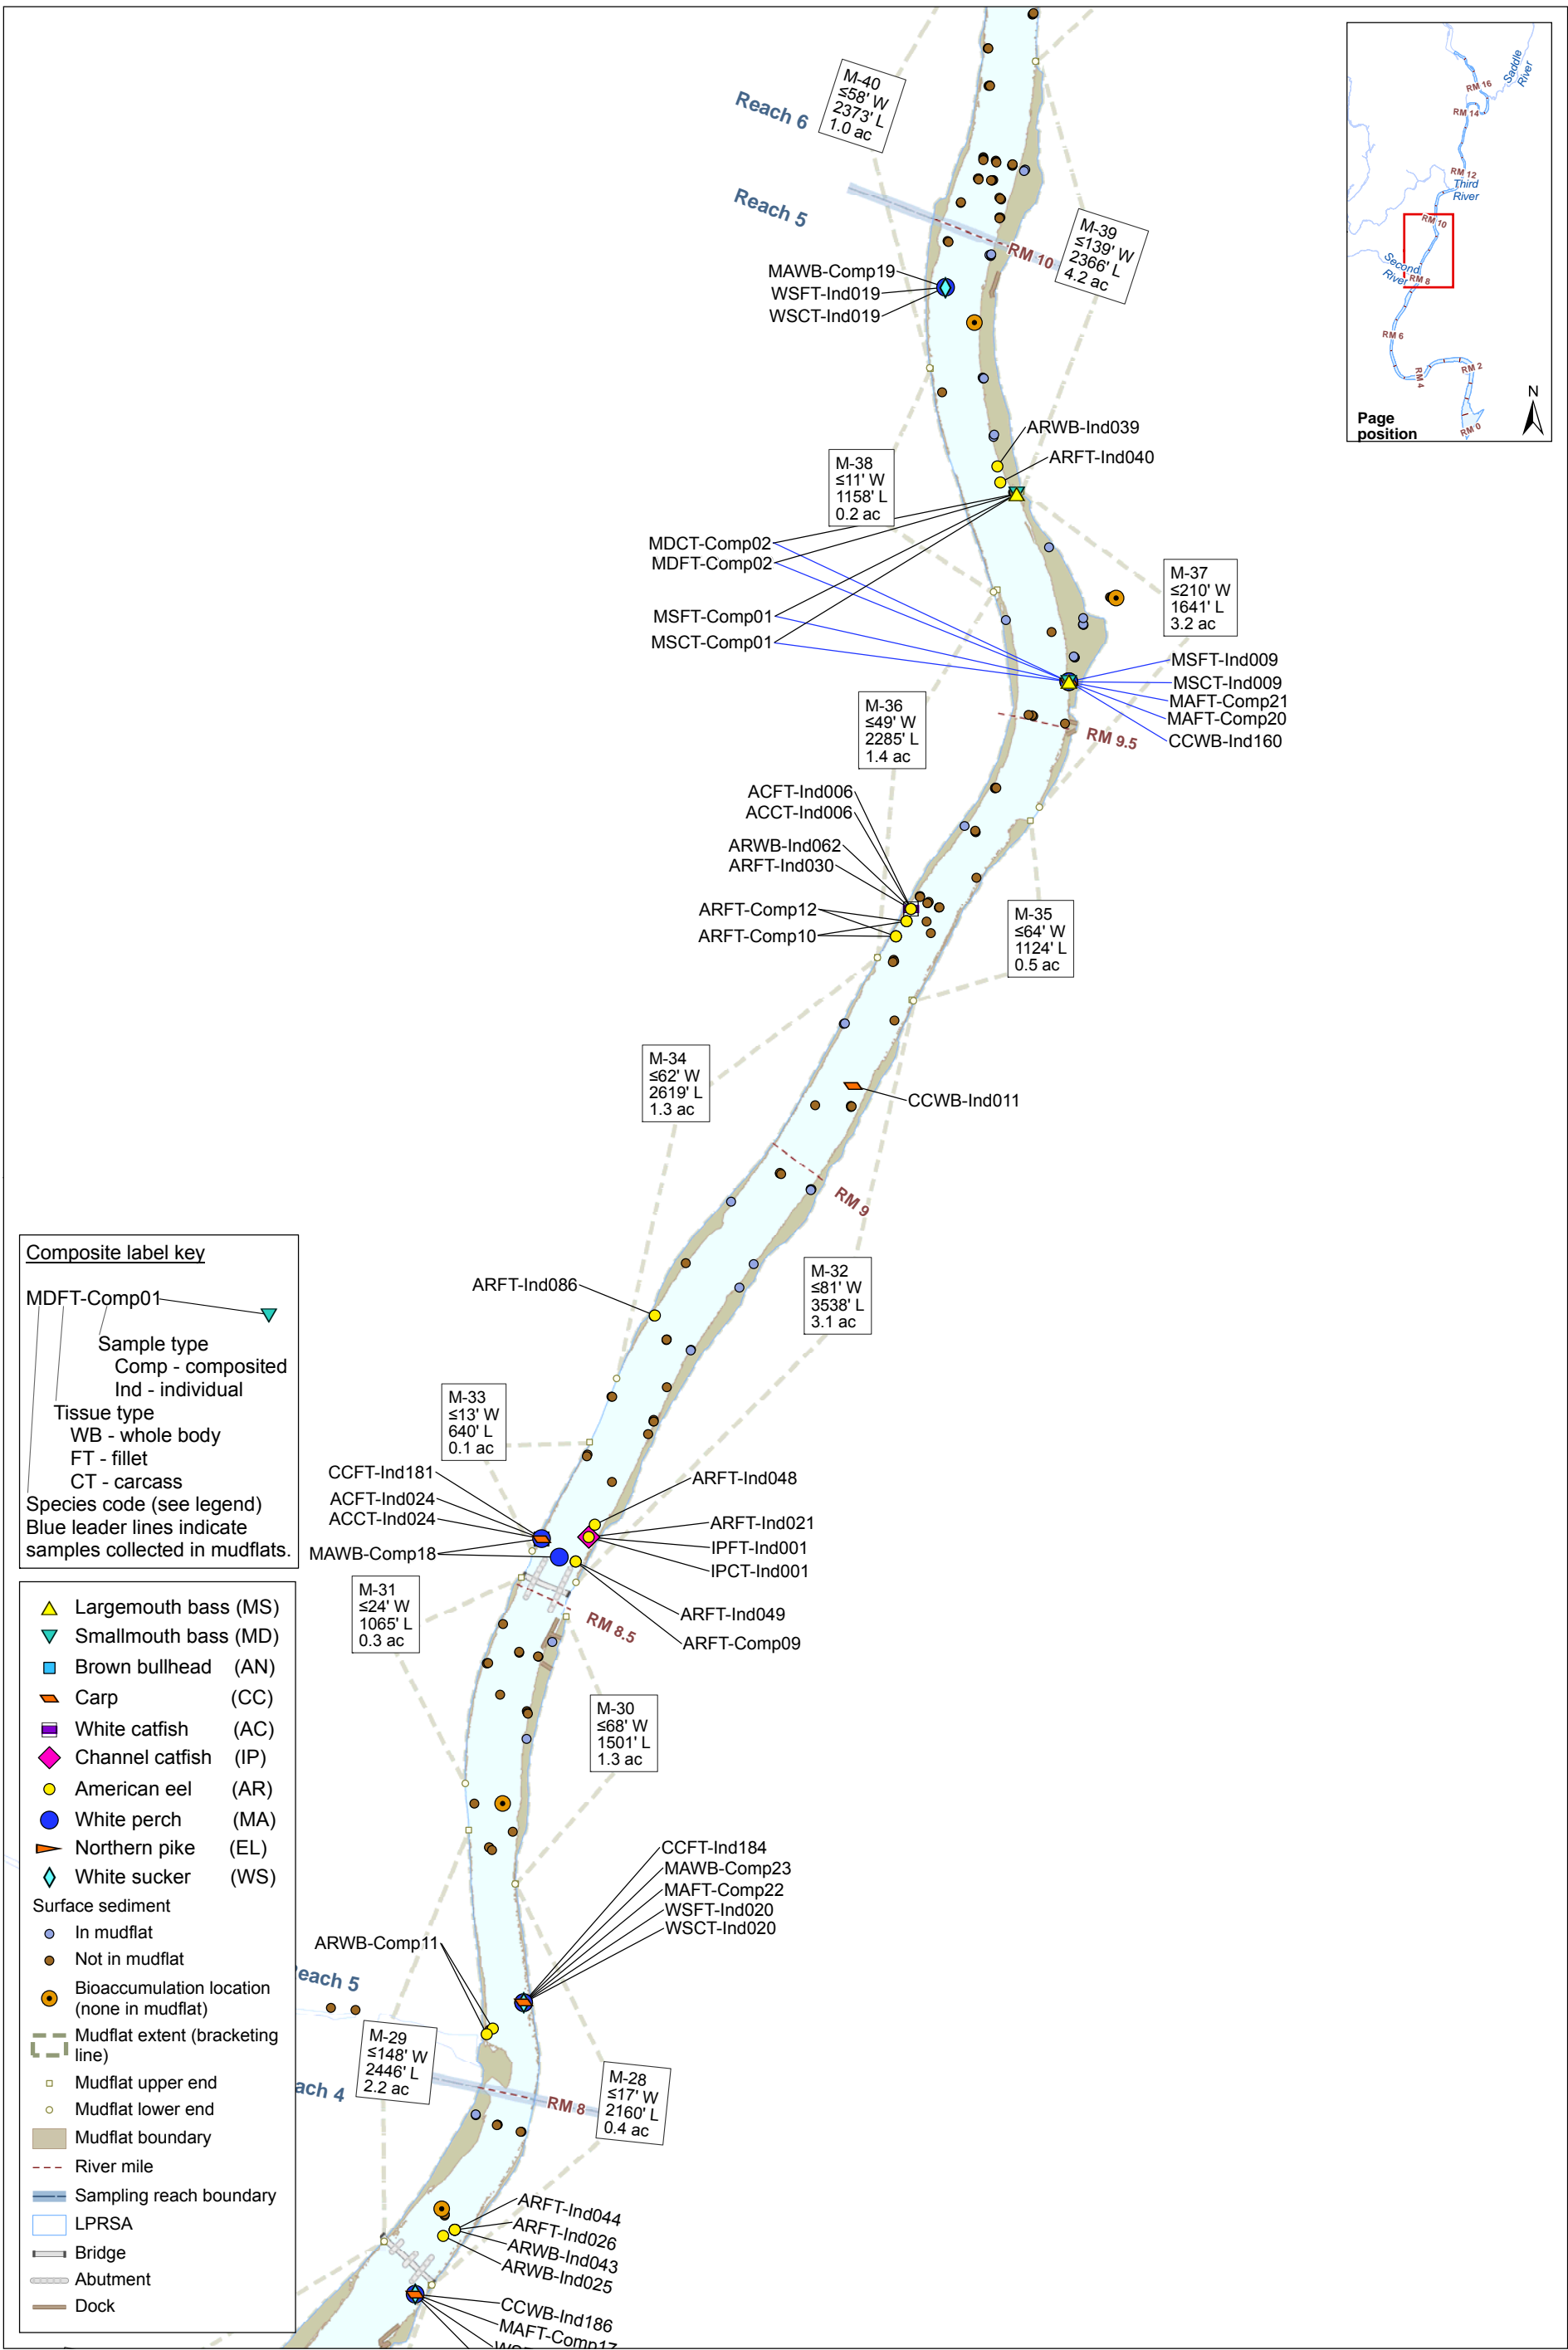 M-40
≤58' W
2373' L
1.0 ac
Reach 6
Reach 5
M-39
≤139' W
2366' L
4.2 ac
RM 10
MAWB-Comp19
WSFT-Ind019
WSCT-Ind019
ARWB-Ind039
ARFT-Ind040
M-38
≤11' W
1158' L
0.2 ac
MDCT-Comp02
MDFT-Comp02
MSFT-Comp01
MSCT-Comp01
M-37
≤210' W
1641' L
3.2 ac
MSFT-Ind009
MSCT-Ind009
MAFT-Comp21
MAFT-Comp20
CCWB-Ind160
RM 9.5
M-36
≤49' W
2285' L
1.4 ac
ACFT-Ind006
ACCT-Ind006
ARWB-Ind062
ARFT-Ind030
ARFT-Comp12
ARFT-Comp10
M-35
≤64' W
1124' L
0.5 ac
M-34
≤62' W
2619' L
1.3 ac
CCWB-Ind011
RM 9
ARFT-Ind086
M-32
≤81' W
3538' L
3.1 ac
M-33
≤13' W
640' L
0.1 ac
CCFT-Ind181
ACFT-Ind024
ACCT-Ind024
MAWB-Comp18
ARFT-Ind048
ARFT-Ind021
IPFT-Ind001
IPCT-Ind001
ARFT-Ind049
ARFT-Comp09
RM 8.5
M-31
≤24' W
1065' L
0.3 ac
M-30
≤68' W
1501' L
1.3 ac
CCFT-Ind184
MAWB-Comp23
MAFT-Comp22
WSFT-Ind020
WSCT-Ind020
ARWB-Comp11
each 5
ach 4
M-29
≤148' W
2446' L
2.2 ac
RM 8
M-28
≤17' W
2160' L
0.4 ac
ARFT-Ind044
ARFT-Ind026
ARWB-Ind043
ARWB-Ind025
CCWB-Ind186
MAFT-Comp17
Saddle
River
RM 16
RM 14
RM 12
Third
River
RM 10
Second
River
RM 8
RM 6
RM 4
RM 2
RM 0
N
Page
position
Composite label key
MDFT-Comp01
Sample type
Comp - composited
Ind - individual
Tissue type
WB - whole body
FT - fillet
CT - carcass
Species code (see legend)
Blue leader lines indicate
samples collected in mudflats.
Largemouth bass (MS)
Smallmouth bass (MD)
Brown bullhead (AN)
Carp (CC)
White catfish (AC)
Channel catfish (IP)
American eel (AR)
White perch (MA)
Northern pike (EL)
White sucker (WS)
Surface sediment
In mudflat
Not in mudflat
Bioaccumulation location
(none in mudflat)
Mudflat extent (bracketing
line)
Mudflat upper end
Mudflat lower end
Mudflat boundary
River mile
Sampling reach boundary
LPRSA
Bridge
Abutment
Dock